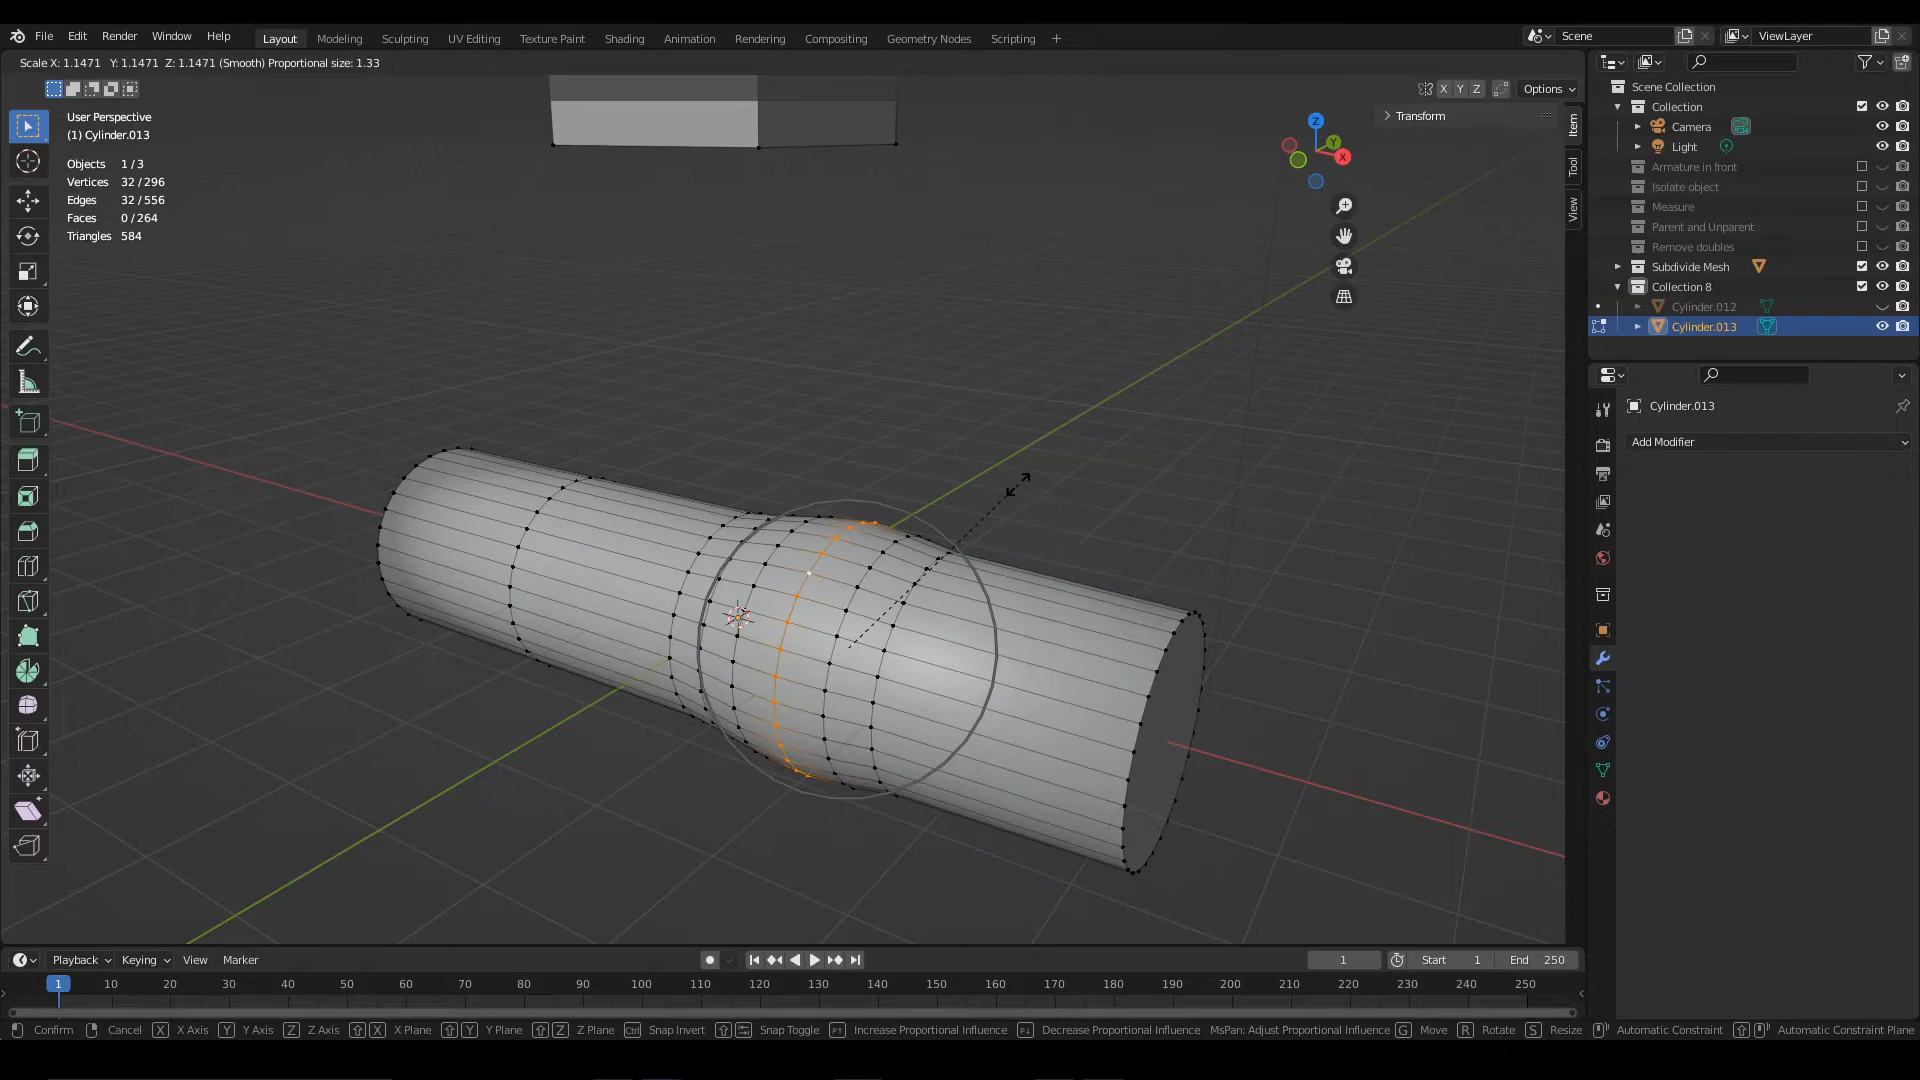 File Edit Render Window Help Layout Modeling Sculpting UV Editing Texture Paint Shading Animation Rendering Compositing Geometry Nodes Scripting + Scene ViewLayer
Scale X: 1.1471 Y: 1.1471 Z: 1.1471 (Smooth) Proportional size: 1.33
X Y Z Options
User Perspective
(1) Cylinder.013
Objects 1 / 3
Vertices 32 / 296
Edges 32 / 556
Faces 0 / 264
Triangles 584
Z
Y
X
Transform
Item
Tool
View
Scene Collection
Collection
Camera
Light
Armature in front
Isolate object
Measure
Parent and Unparent
Remove doubles
Subdivide Mesh
Collection 8
Cylinder.012
Cylinder.013
Cylinder.013
Add Modifier
Playback Keying View Marker 1 Start 1 End 250
1 10 20 30 40 50 60 70 80 90 100 110 120 130 140 150 160 170 180 190 200 210 220 230 240 250
Confirm Cancel X X Axis Y Y Axis Z Z Axis X X Plane Y Y Plane Z Z Plane Ctrl Snap Invert Snap Toggle Increase Proportional Influence Decrease Proportional Influence MsPan: Adjust Proportional Influence G Move R Rotate S Resize Automatic Constraint Automatic Constraint Plane